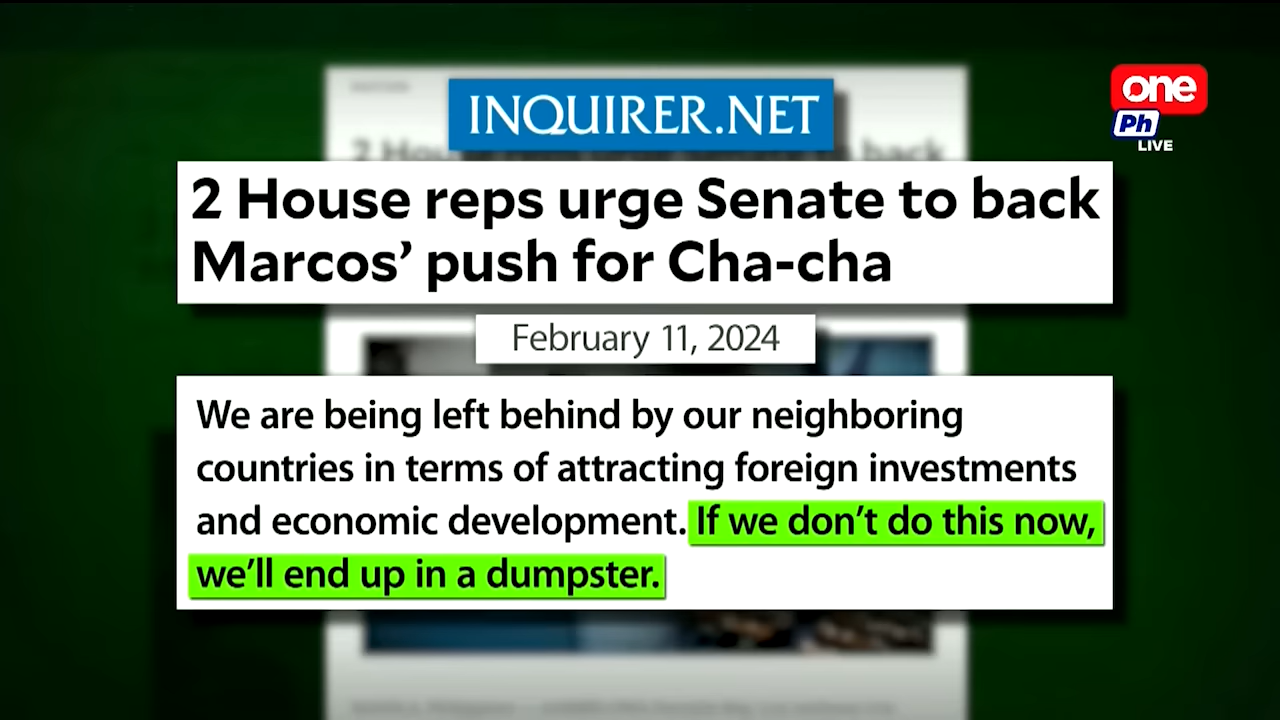 INQUIRER.NET
one
Ph
LIVE
2 House reps urge Senate to back
Marcos’ push for Cha-cha
February 11, 2024
We are being left behind by our neighboring
countries in terms of attracting foreign investments
and economic development. If we don’t do this now,
we’ll end up in a dumpster.